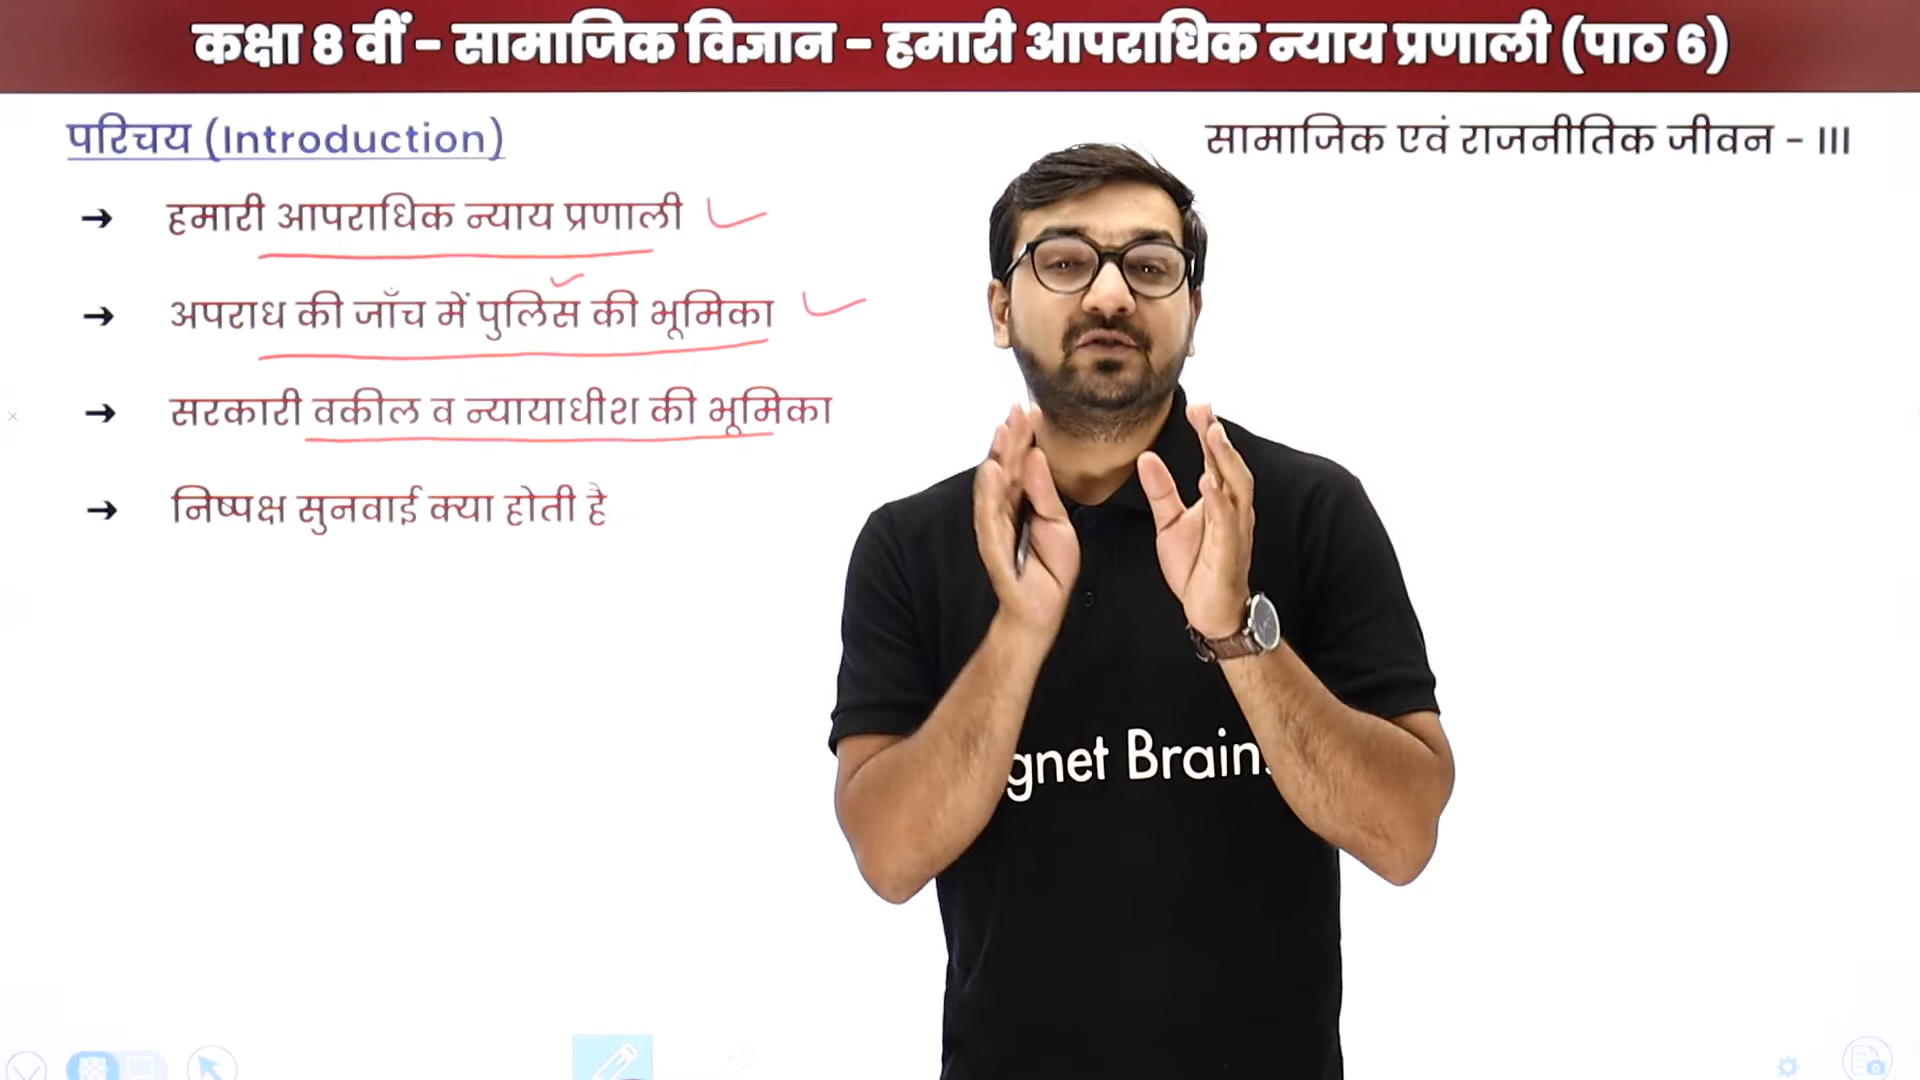 कक्षा 8 वीं – सामाजिक विज्ञान – हमारी आपराधिक न्याय प्रणाली (पाठ 6)
परिचय (Introduction)
सामाजिक एवं राजनीतिक जीवन - III
➔ हमारी आपराधिक न्याय प्रणाली
➔ अपराध की जाँच में पुलिस की भूमिका
➔ सरकारी वकील व न्यायाधीश की भूमिका
➔ निष्पक्ष सुनवाई क्या होती है
gnet Brain